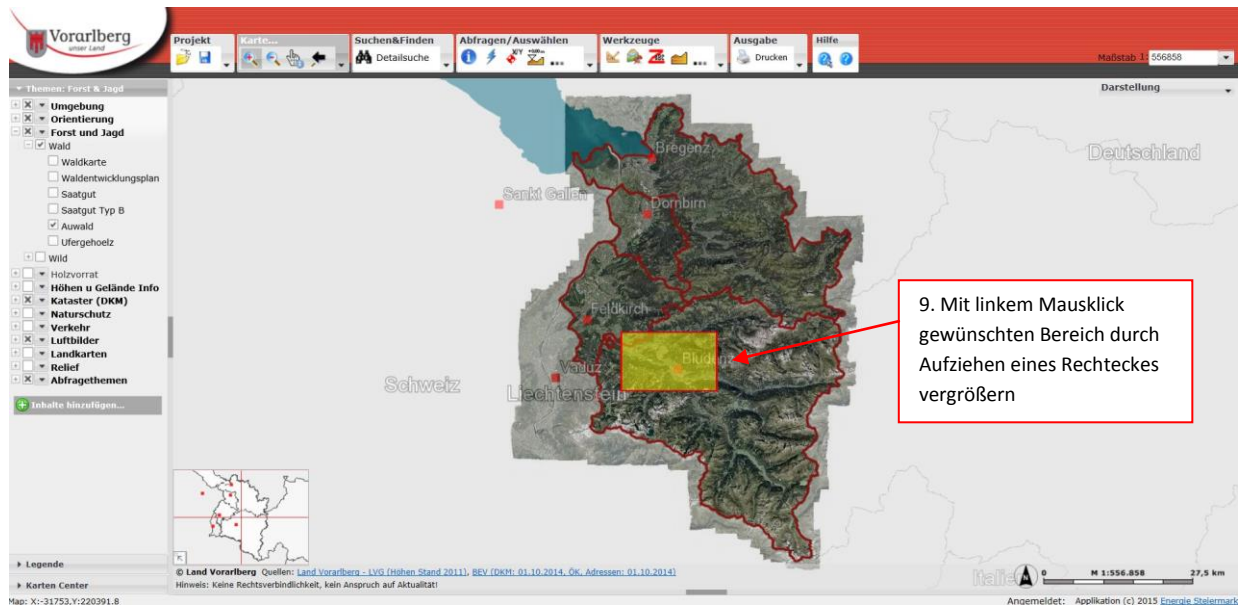 Vorarlberg
unser Land
Projekt
Karte...
Suchen&Finden
Detailsuche
Abfragen/Auswählen
Werkzeuge
Ausgabe
Drucken
Hilfe
Maßstab 1: 556858
Themen: Forst & Jagd
Umgebung
Orientierung
Forst und Jagd
Wald
Waldkarte
Waldentwicklungsplan
Saatgut
Saatgut Typ B
Auwald
Ufergehoelz
Wild
Holzvorrat
Höhen u Gelände Info
Kataster (DKM)
Naturschutz
Verkehr
Luftbilder
Landkarten
Relief
Abfragethemen
Inhalte hinzufügen...
Legende
Karten Center
Darstellung
Deutschland
Bregenz
Sankt Gallen
Dornbirn
Feldkirch
Bludenz
Vaduz
Schweiz
Liechtenstein
Italien
9. Mit linkem Mausklick
gewünschten Bereich durch
Aufziehen eines Rechteckes
vergrößern
© Land Vorarlberg Quellen: Land Vorarlberg - LVG (Höhen Stand 2011), BEV (DKM: 01.10.2014, ÖK, Adressen: 01.10.2014)
Hinweis: Keine Rechtsverbindlichkeit, kein Anspruch auf Aktualität!
0 M 1:556.858 27,5 km
Map: X:-31753,Y:220391.8
Angemeldet: Applikation (c) 2015 Energie Steiermark